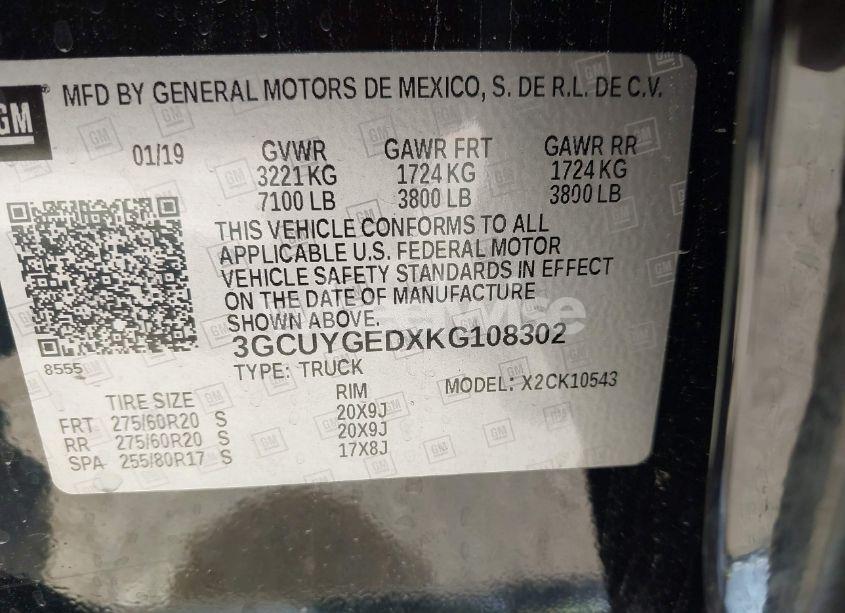 GM
MFD BY GENERAL MOTORS DE MEXICO, S. DE R.L. DE C.V.
01/19 GVWR GAWR FRT GAWR RR
3221 KG 1724 KG 1724 KG
7100 LB 3800 LB 3800 LB
THIS VEHICLE CONFORMS TO ALL
APPLICABLE U.S. FEDERAL MOTOR
VEHICLE SAFETY STANDARDS IN EFFECT
ON THE DATE OF MANUFACTURE
SHOWN ABOVE.
3GCUYGEDXKG108302
8555
TYPE: TRUCK MODEL: X2CK10543
TIRE SIZE RIM
FRT 275/60R20 S 20X9J
RR 275/60R20 S 20X9J
SPA 255/80R17 S 17X8J